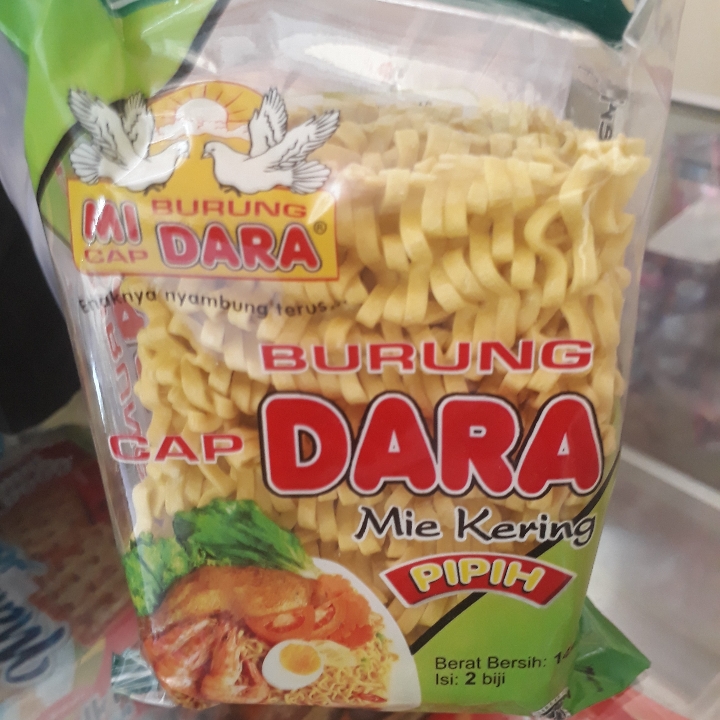 MI BURUNG
CAP DARA®
Enaknya nyambung terus...
BURUNG
CAP DARA
Mie Kering
PIPIH
Berat Bersih:
Isi: 2 biji